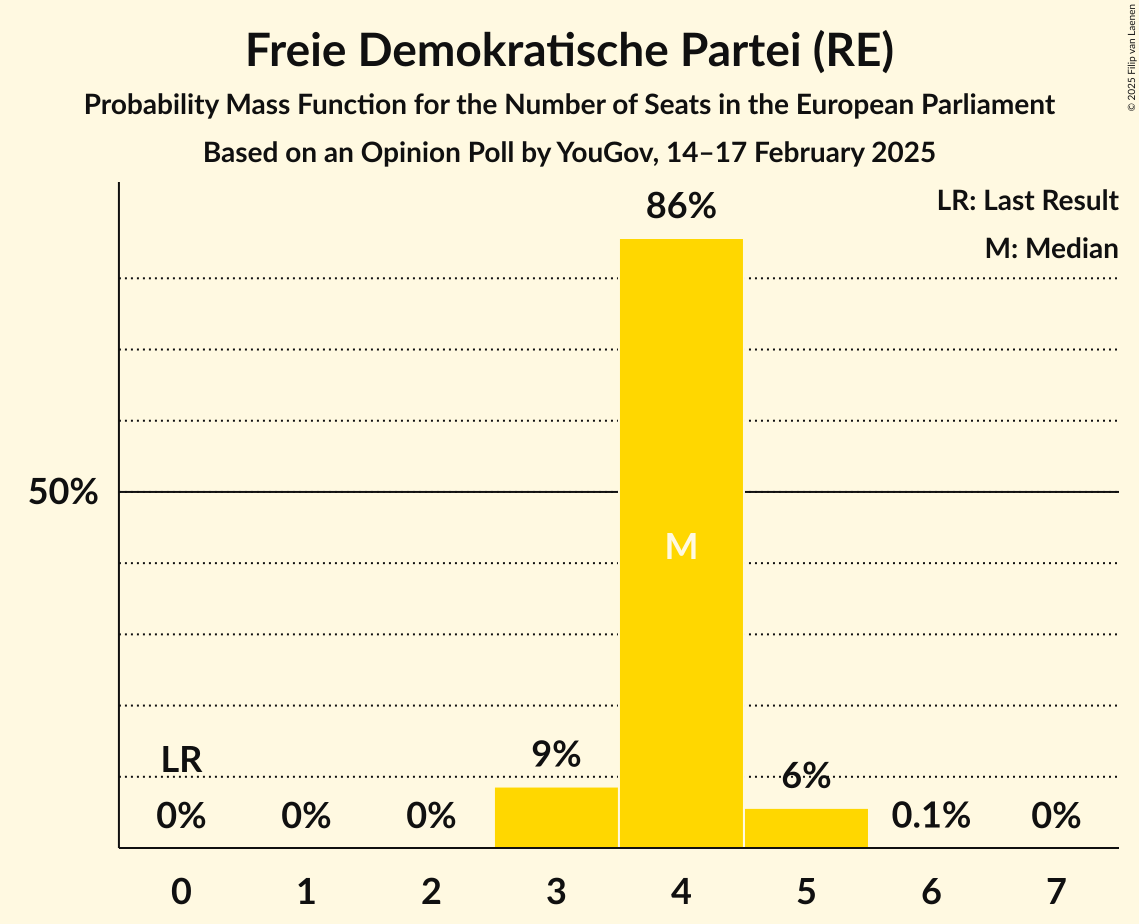 Freie Demokratische Partei (RE)
Probability Mass Function for the Number of Seats in the European Parliament
Based on an Opinion Poll by YouGov, 14–17 February 2025
© 2025 Filip van Laenen
LR: Last Result
M: Median
86%
50%
M
LR
9%
6%
0% 0% 0% 0.1% 0%
0 1 2 3 4 5 6 7